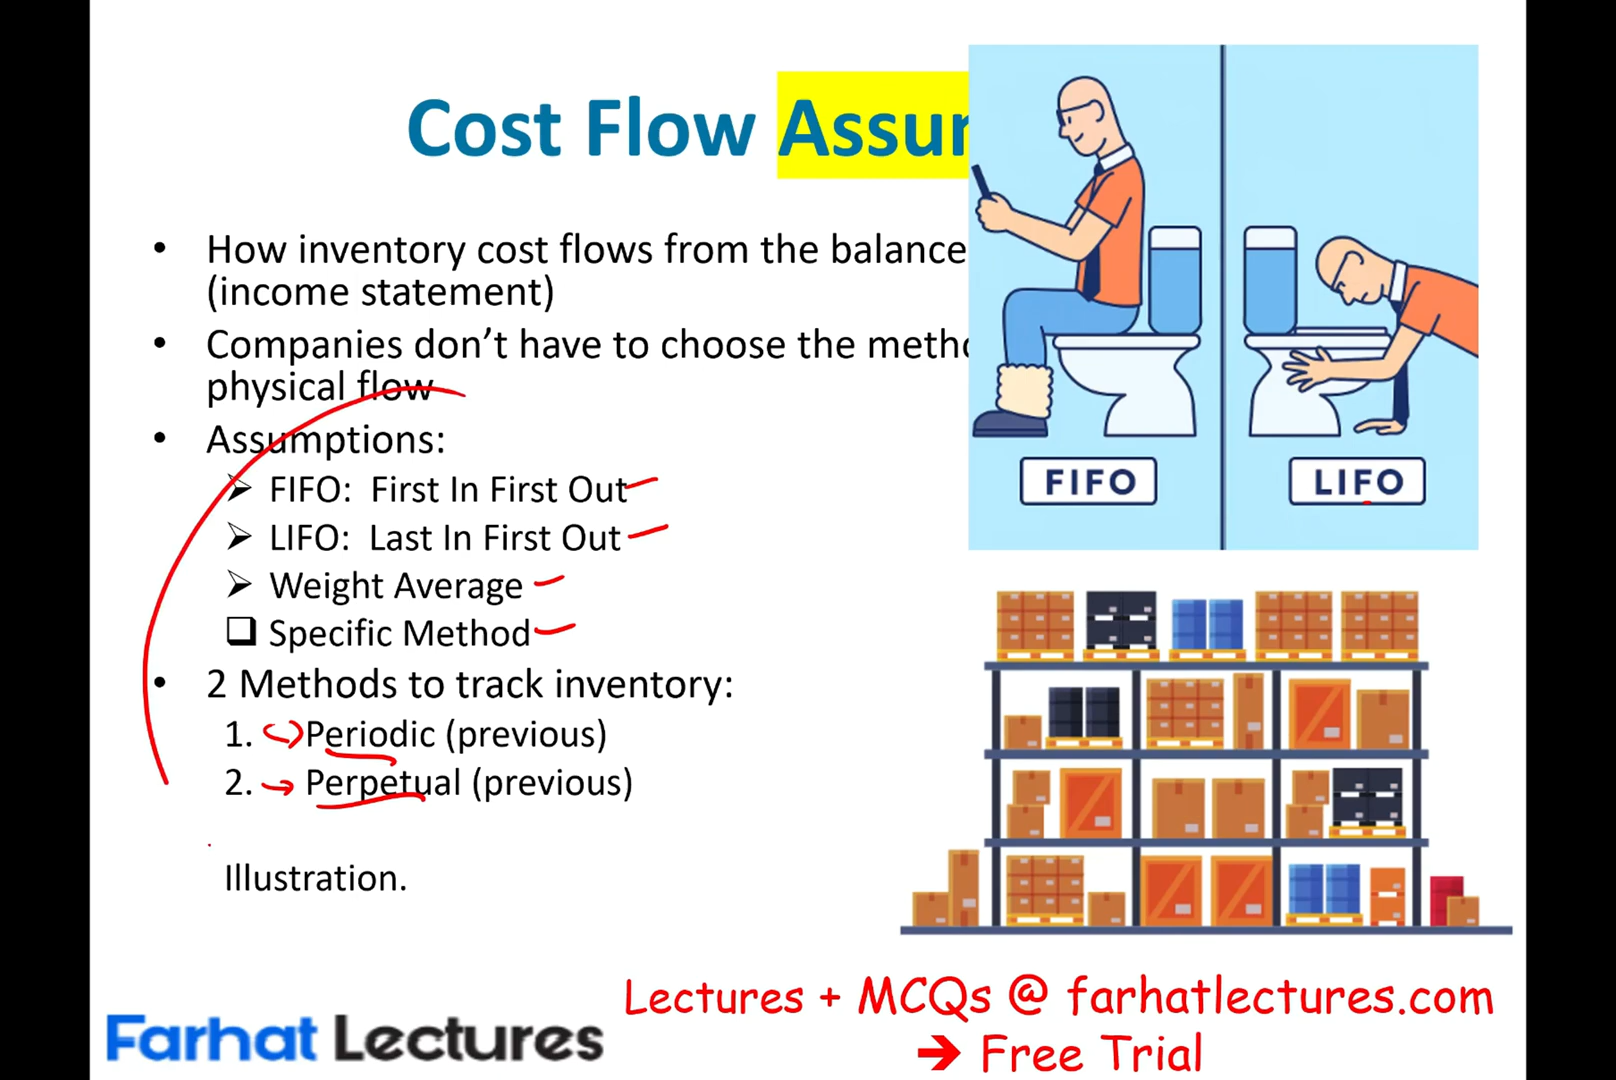 Cost Flow Assu
• How inventory cost flows from the balance
(income statement)
• Companies don’t have to choose the meth
physical flow
• Assumptions:
➢ FIFO: First In First Out
➢ LIFO: Last In First Out
➢ Weight Average
❑ Specific Method
• 2 Methods to track inventory:
1. Periodic (previous)
2. Perpetual (previous)
Illustration.
FIFO
LIFO
Lectures + MCQs @ farhatlectures.com
➔ Free Trial
Farhat Lectures